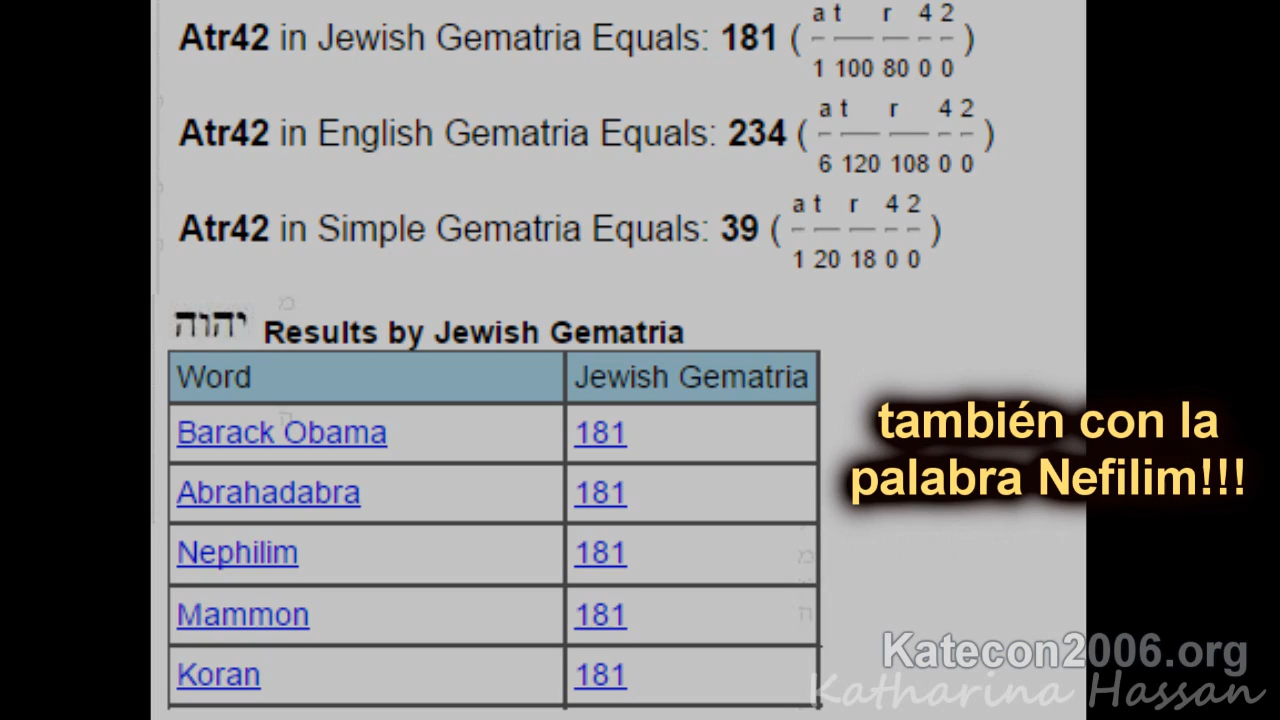 Atr42 in Jewish Gematria Equals: 181 ( a t r 4 2 )
1 100 80 0 0
Atr42 in English Gematria Equals: 234 ( a t r 4 2 )
6 120 108 0 0
Atr42 in Simple Gematria Equals: 39 ( a t r 4 2 )
1 20 18 0 0
יהוה Results by Jewish Gematria
Word Jewish Gematria
Barack Obama 181
Abrahadabra 181
Nephilim 181
Mammon 181
Koran 181
también con la
palabra Nefilim!!!
Katecon2006.org
Katharina Hassan